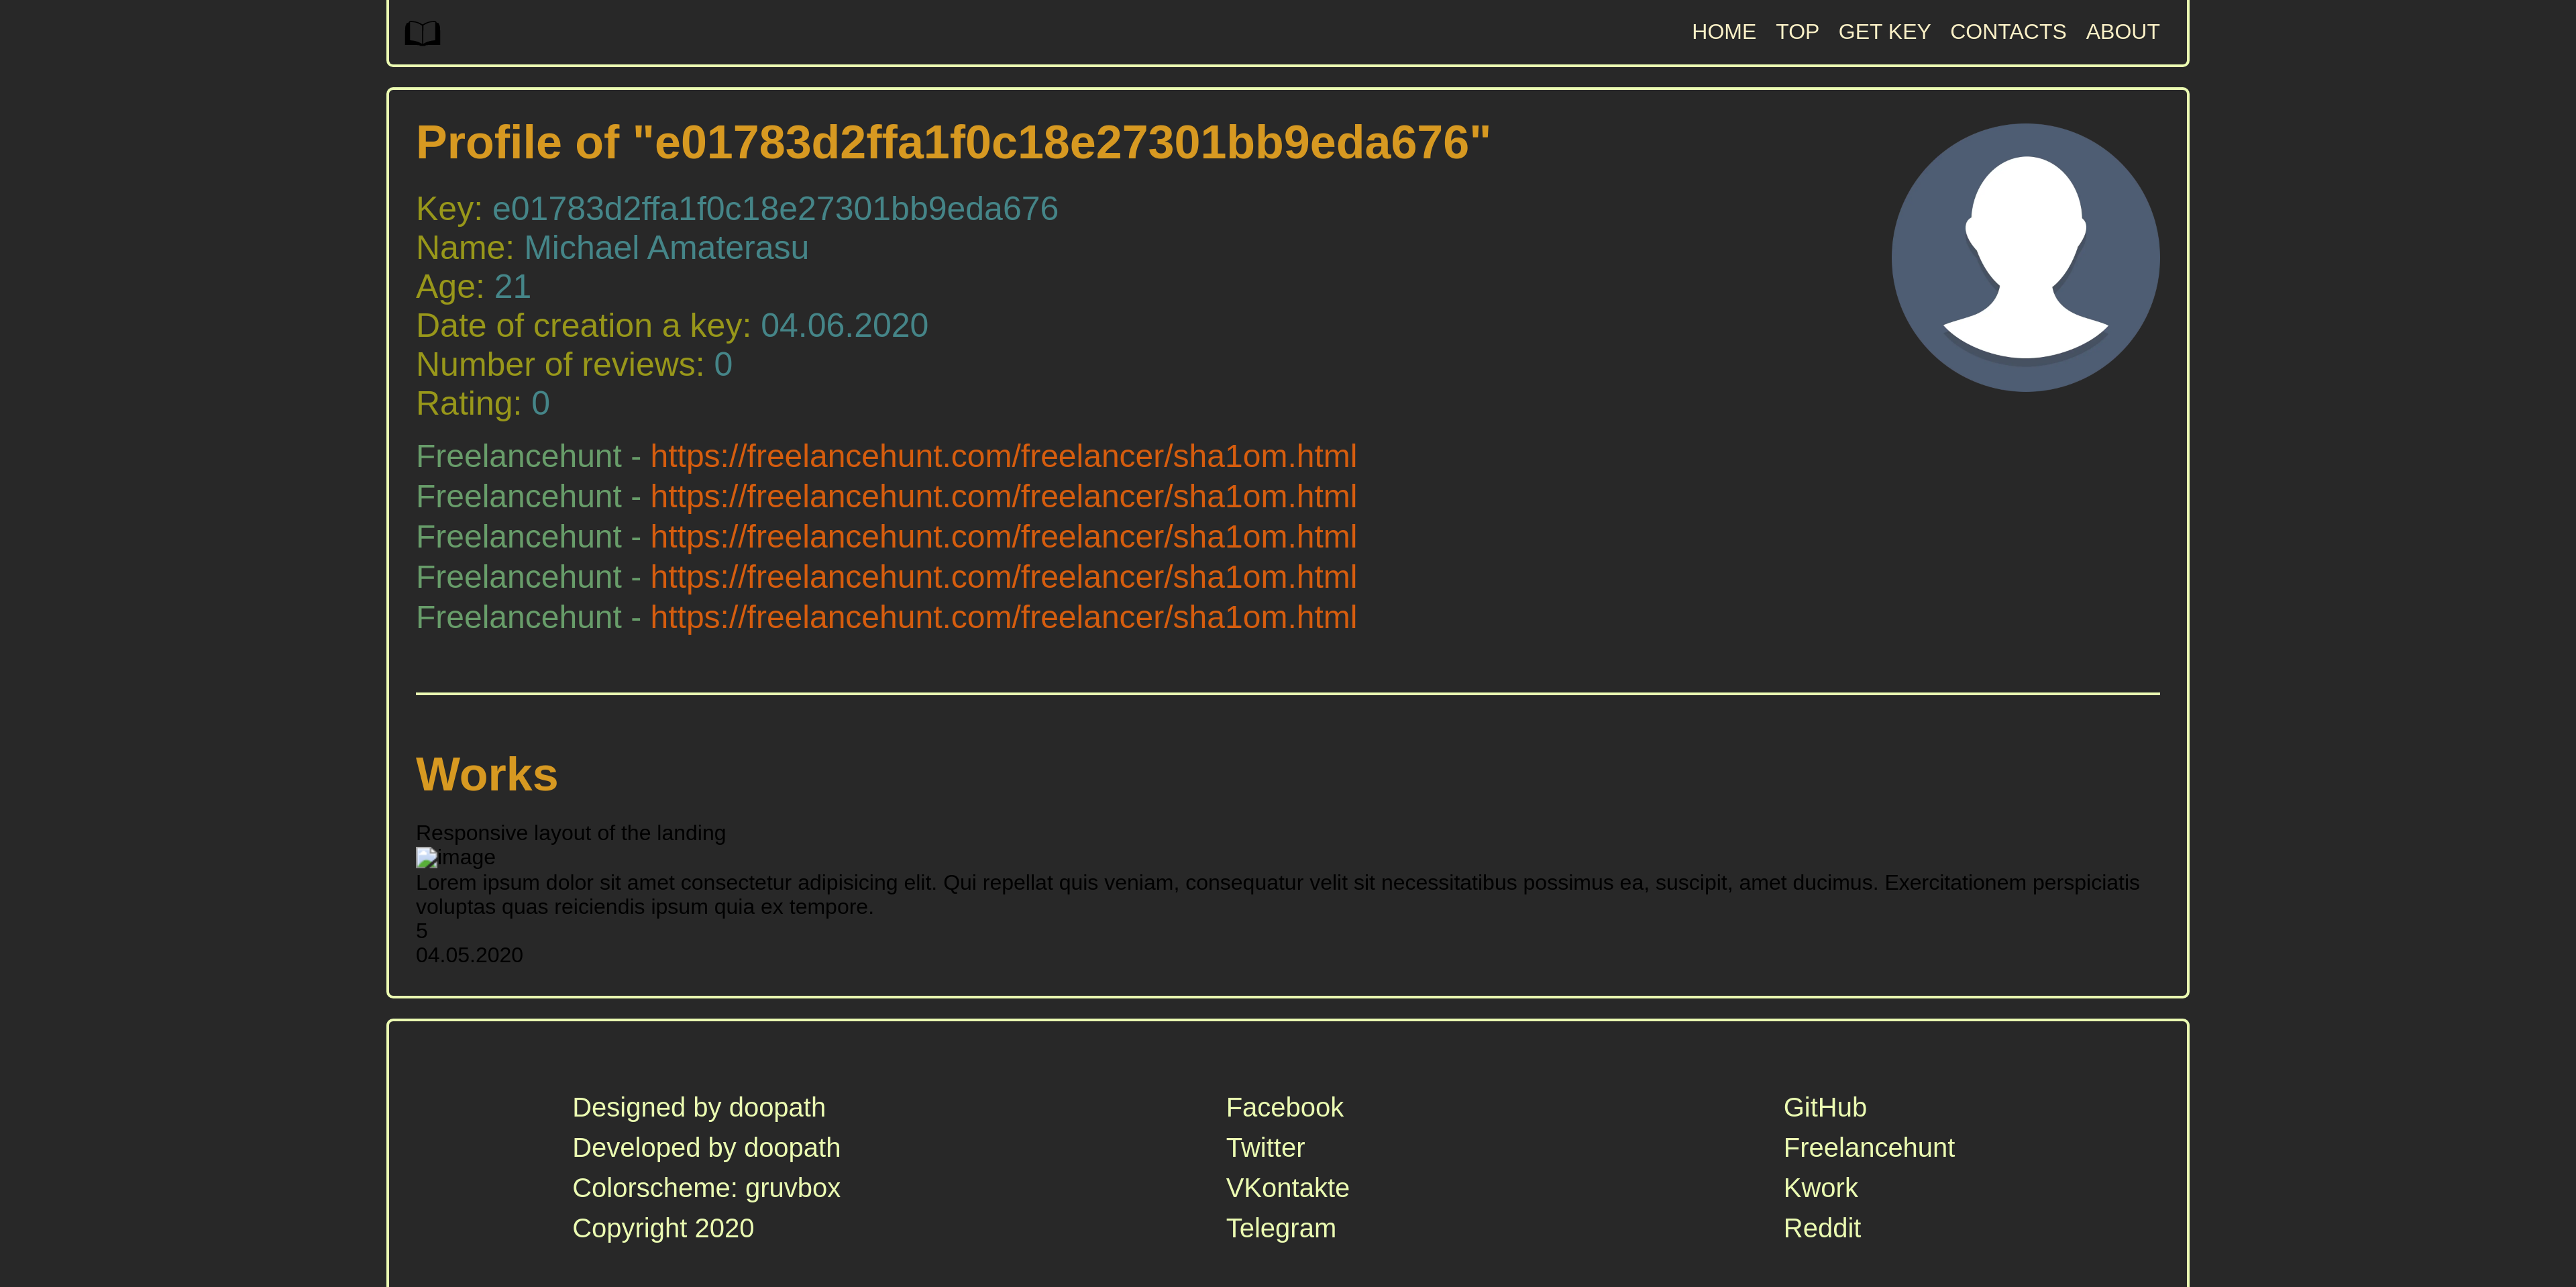 HOME TOP GET KEY CONTACTS ABOUT
Profile of "e01783d2ffa1f0c18e27301bb9eda676"
Key: e01783d2ffa1f0c18e27301bb9eda676
Name: Michael Amaterasu
Age: 21
Date of creation a key: 04.06.2020
Number of reviews: 0
Rating: 0
Freelancehunt - https://freelancehunt.com/freelancer/sha1om.html
Freelancehunt - https://freelancehunt.com/freelancer/sha1om.html
Freelancehunt - https://freelancehunt.com/freelancer/sha1om.html
Freelancehunt - https://freelancehunt.com/freelancer/sha1om.html
Freelancehunt - https://freelancehunt.com/freelancer/sha1om.html
Works
Responsive layout of the landing
image
Lorem ipsum dolor sit amet consectetur adipisicing elit. Qui repellat quis veniam, consequatur velit sit necessitatibus possimus ea, suscipit, amet ducimus. Exercitationem perspiciatis
voluptas quas reiciendis ipsum quia ex tempore.
5
04.05.2020
Designed by doopath
Developed by doopath
Colorscheme: gruvbox
Copyright 2020
Facebook
Twitter
VKontakte
Telegram
GitHub
Freelancehunt
Kwork
Reddit